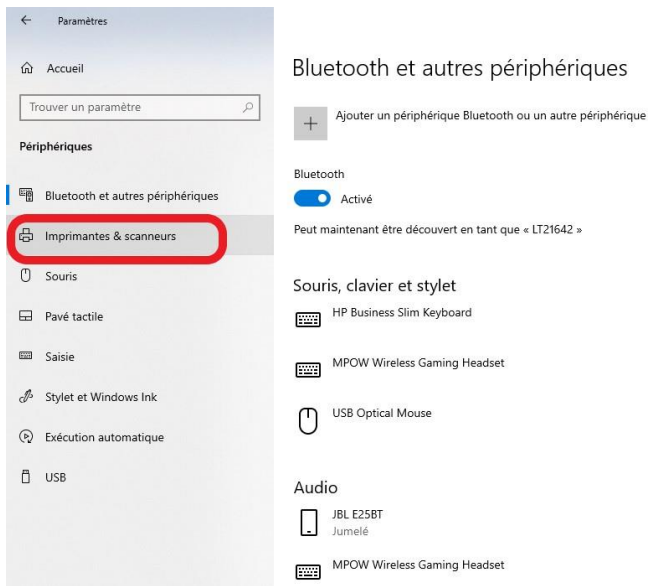 Paramètres
Accueil
Trouver un paramètre
Périphériques
Bluetooth et autres périphériques
Imprimantes & scanneurs
Souris
Pavé tactile
Saisie
Stylet et Windows Ink
Exécution automatique
USB
Bluetooth et autres périphériques
Ajouter un périphérique Bluetooth ou un autre périphérique
Bluetooth
Activé
Peut maintenant être découvert en tant que « LT21642 »
Souris, clavier et stylet
HP Business Slim Keyboard
MPOW Wireless Gaming Headset
USB Optical Mouse
Audio
JBL E25BT
Jumelé
MPOW Wireless Gaming Headset